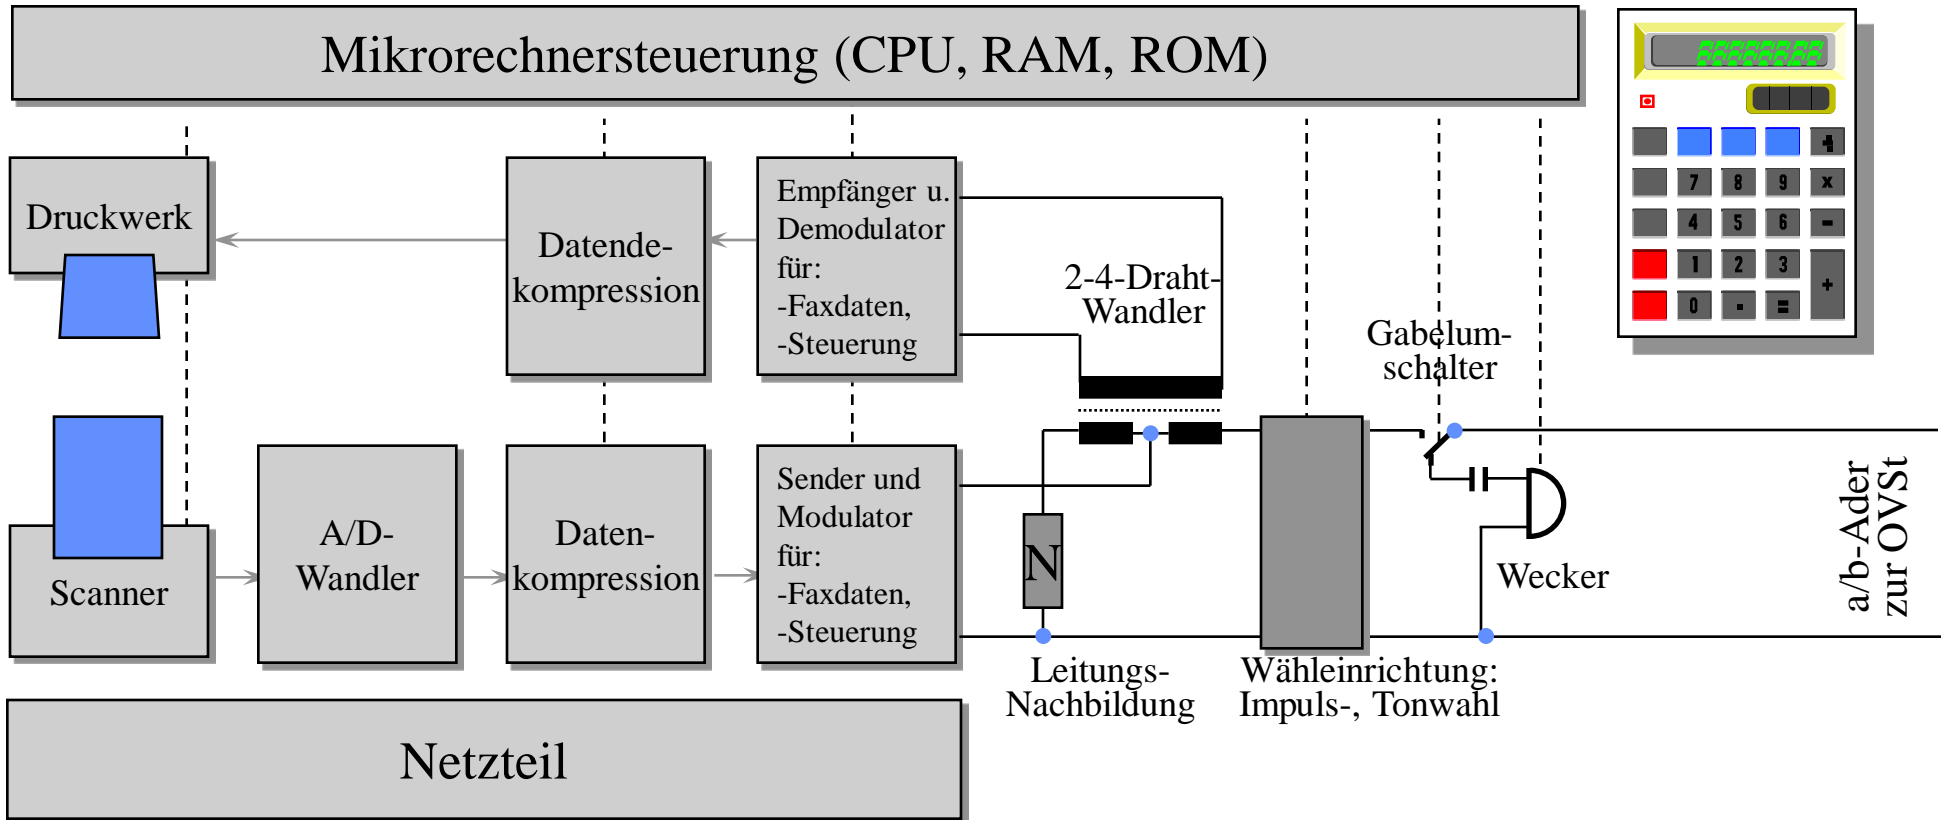 Mikrorechnersteuerung (CPU, RAM, ROM)
Druckwerk
Datende-
kompression
Empfänger u.
Demodulator
für:
-Faxdaten,
-Steuerung
2-4-Draht-
Wandler
Gabelum-
schalter
7 8 9 x
4 5 6 -
1 2 3
+
0 . =
Scanner
A/D-
Wandler
Daten-
kompression
Sender und
Modulator
für:
-Faxdaten,
-Steuerung
N
Wecker
a/b-Ader
zur OVSt
Leitungs-
Nachbildung
Wähleinrichtung:
Impuls-, Tonwahl
Netzteil